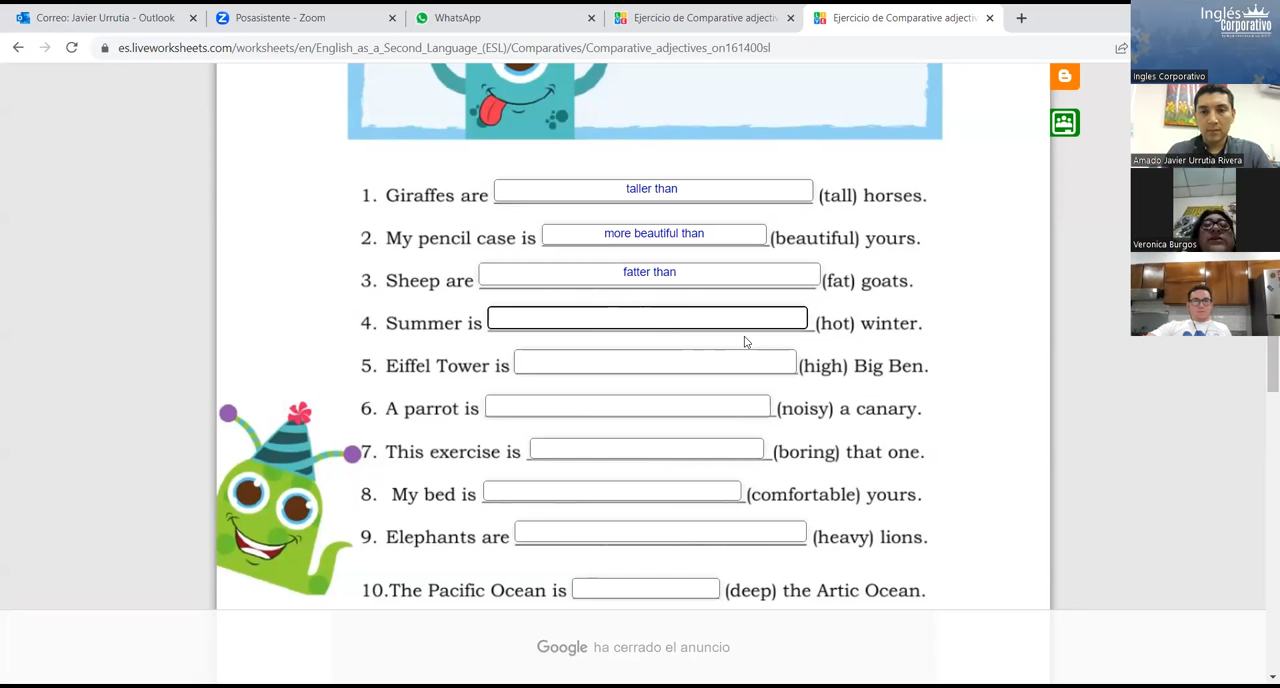 Correo: Javier Urrutia - Outlook
Posasistente - Zoom
WhatsApp
Ejercicio de Comparative adjectiv
Ejercicio de Comparative adjectiv
es.liveworksheets.com/worksheets/en/English_as_a_Second_Language_(ESL)/Comparatives/Comparative_adjectives_on161400sl
Inglés
Corporativo
Ingles Corporativo
Amado Javier Urrutia Rivera
Veronica Burgos
1. Giraffes are taller than (tall) horses.
2. My pencil case is more beautiful than (beautiful) yours.
3. Sheep are fatter than (fat) goats.
4. Summer is (hot) winter.
5. Eiffel Tower is (high) Big Ben.
6. A parrot is (noisy) a canary.
7. This exercise is (boring) that one.
8. My bed is (comfortable) yours.
9. Elephants are (heavy) lions.
10.The Pacific Ocean is (deep) the Artic Ocean.
Google ha cerrado el anuncio